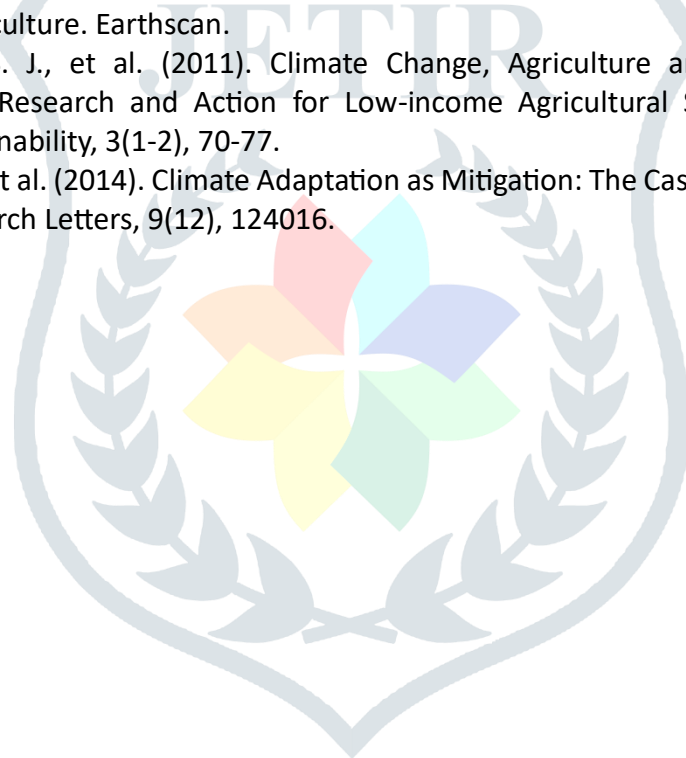 JETIR
culture. Earthscan.
. J., et al. (2011). Climate Change, Agriculture a
Research and Action for Low-income Agricultural
nability, 3(1-2), 70-77.
t al. (2014). Climate Adaptation as Mitigation: The Cas
rch Letters, 9(12), 124016.